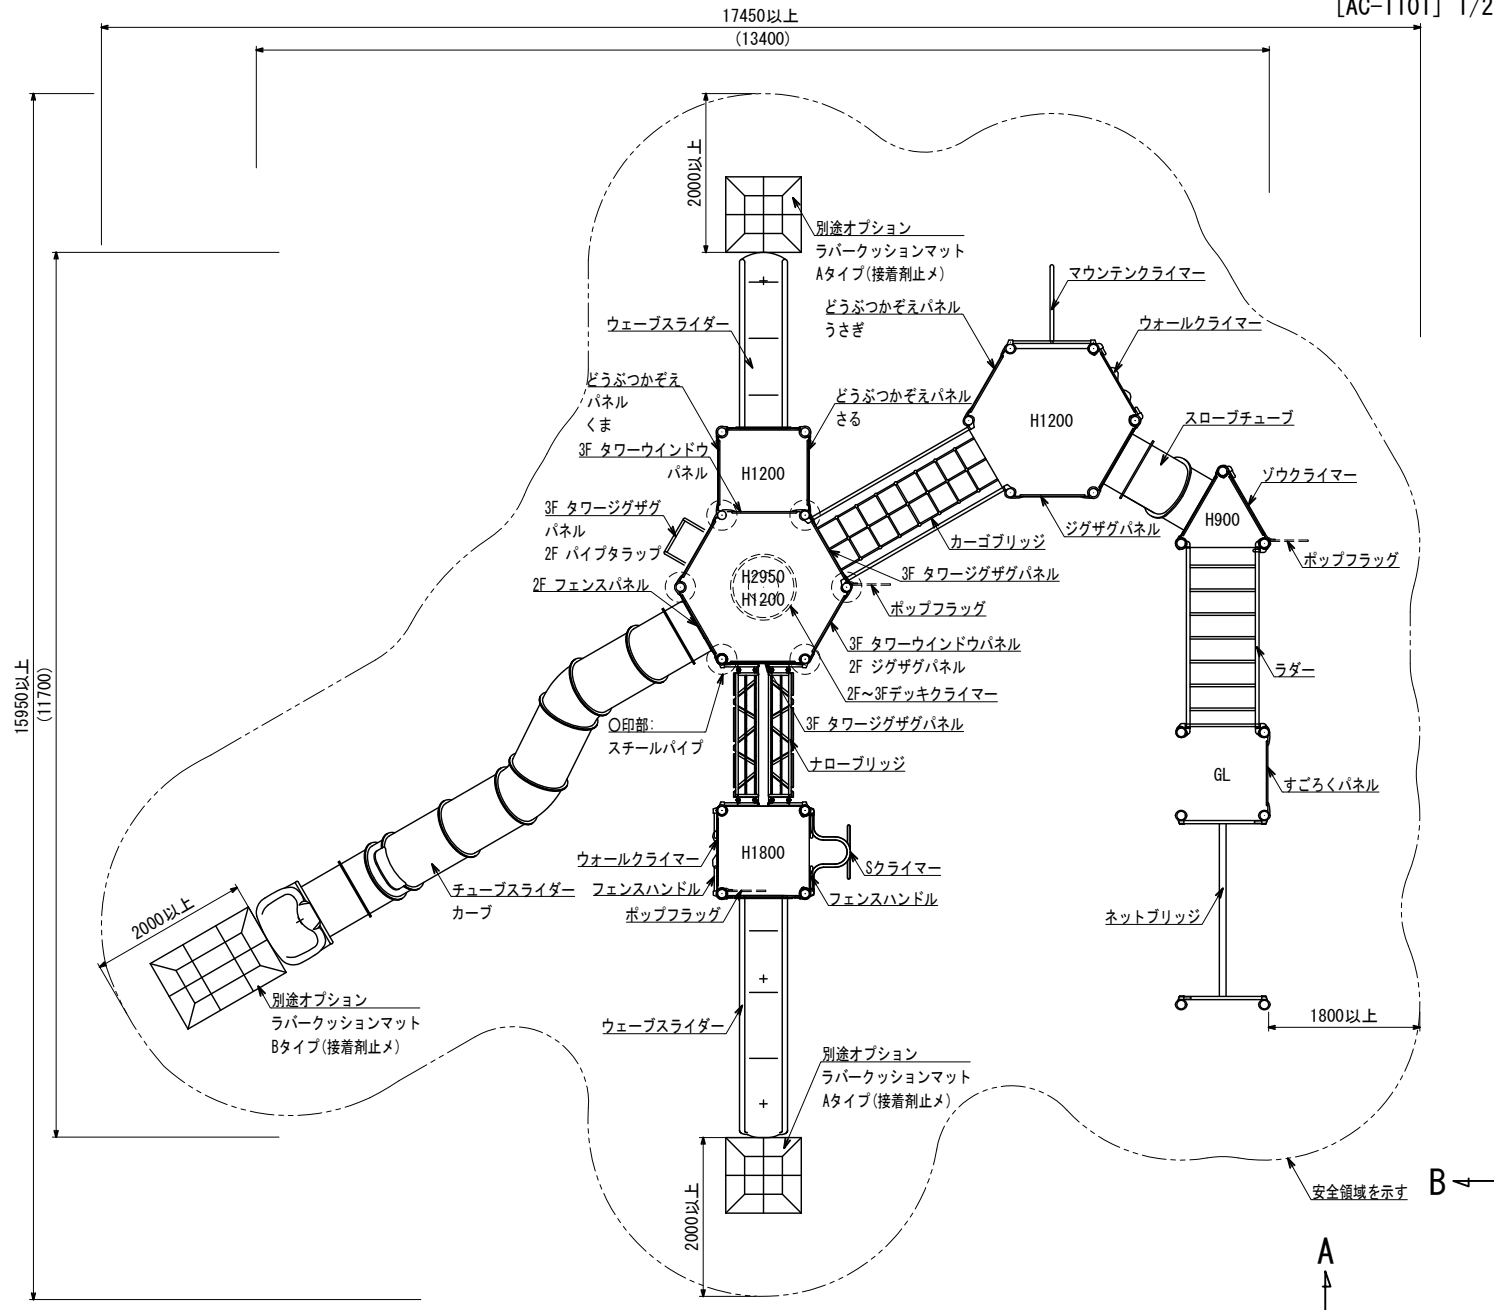 [AC-1101] 1/2
17450以上
(13400)
15950以上
(11700)
2000以上
別途オプション
ラバークッションマット
Aタイプ(接着剤止メ)
マウンテンクライマー
どうぶつかぞえパネル
うさぎ
ウォールクライマー
ウェーブスライダー
どうぶつかぞえ
パネル
くま
どうぶつかぞえパネル
さる
H1200
スロープチューブ
3F タワーウインドウ
パネル
H1200
ゾウクライマー
3F タワージグザグ
パネル
2F パイプタラップ
H900
ジグザグパネル
カーゴブリッジ
ポップフラッグ
3F タワージグザグパネル
2F フェンスパネル
H2950
H1200
ポップフラッグ
3F タワーウインドウパネル
2F ジグザグパネル
ラダー
2F~3Fデッキクライマー
〇印部:
スチールパイプ
3F タワージグザグパネル
ナローブリッジ
GL
すごろくパネル
H1800
ウォールクライマー
Sクライマー
フェンスハンドル
フェンスハンドル
ポップフラッグ
チューブスライダー
カーブ
2000以上
ネットブリッジ
別途オプション
ラバークッションマット
Bタイプ(接着剤止メ)
ウェーブスライダー
1800以上
別途オプション
ラバークッションマット
Aタイプ(接着剤止メ)
2000以上
安全領域を示す
B
A